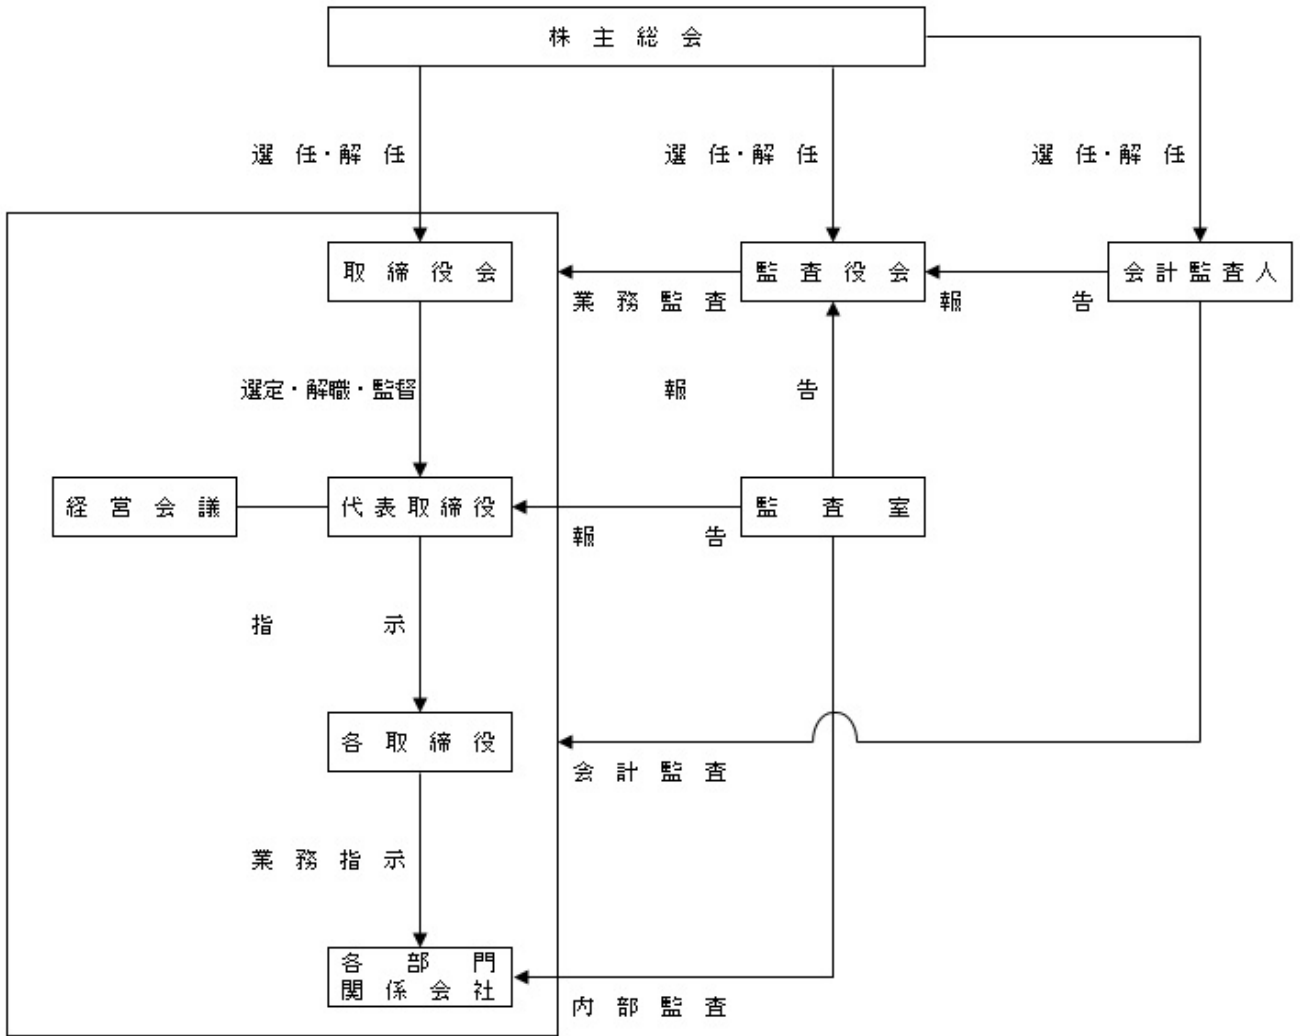 株主総会
選任・解任
選任・解任
選任・解任
取締役会
監査役会
会計監査人
業務監査
報告
選定・解職・監督
報告
経営会議
代表取締役
監査室
報告
指示
各取締役
会計監査
業務指示
各部門
関係会社
内部監査